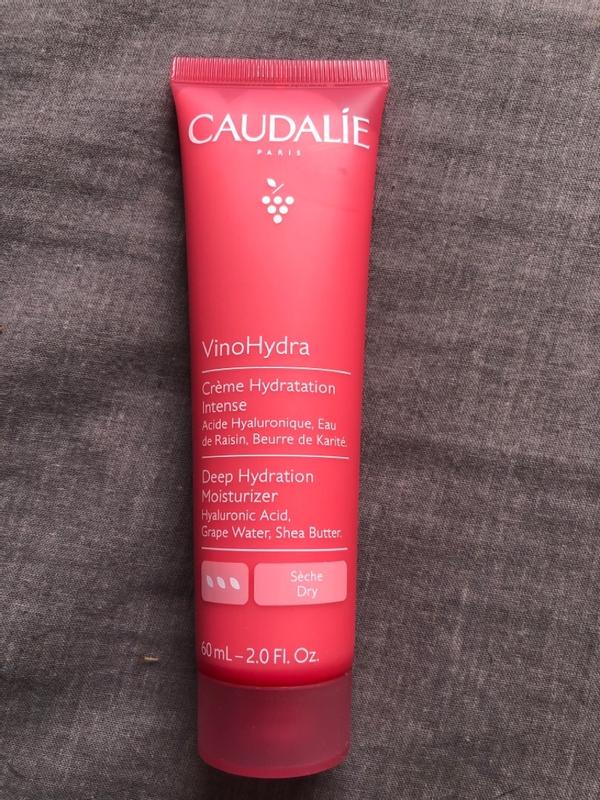 CAUDALÍE
PARIS
VinoHydra
Crème Hydratation
Intense
Acide Hyaluronique, Eau
de Raisin, Beurre de Karité.
Deep Hydration
Moisturizer
Hyaluronic Acid,
Grape Water, Shea Butter.
Sèche
Dry
60 mL – 2.0 Fl. Oz.